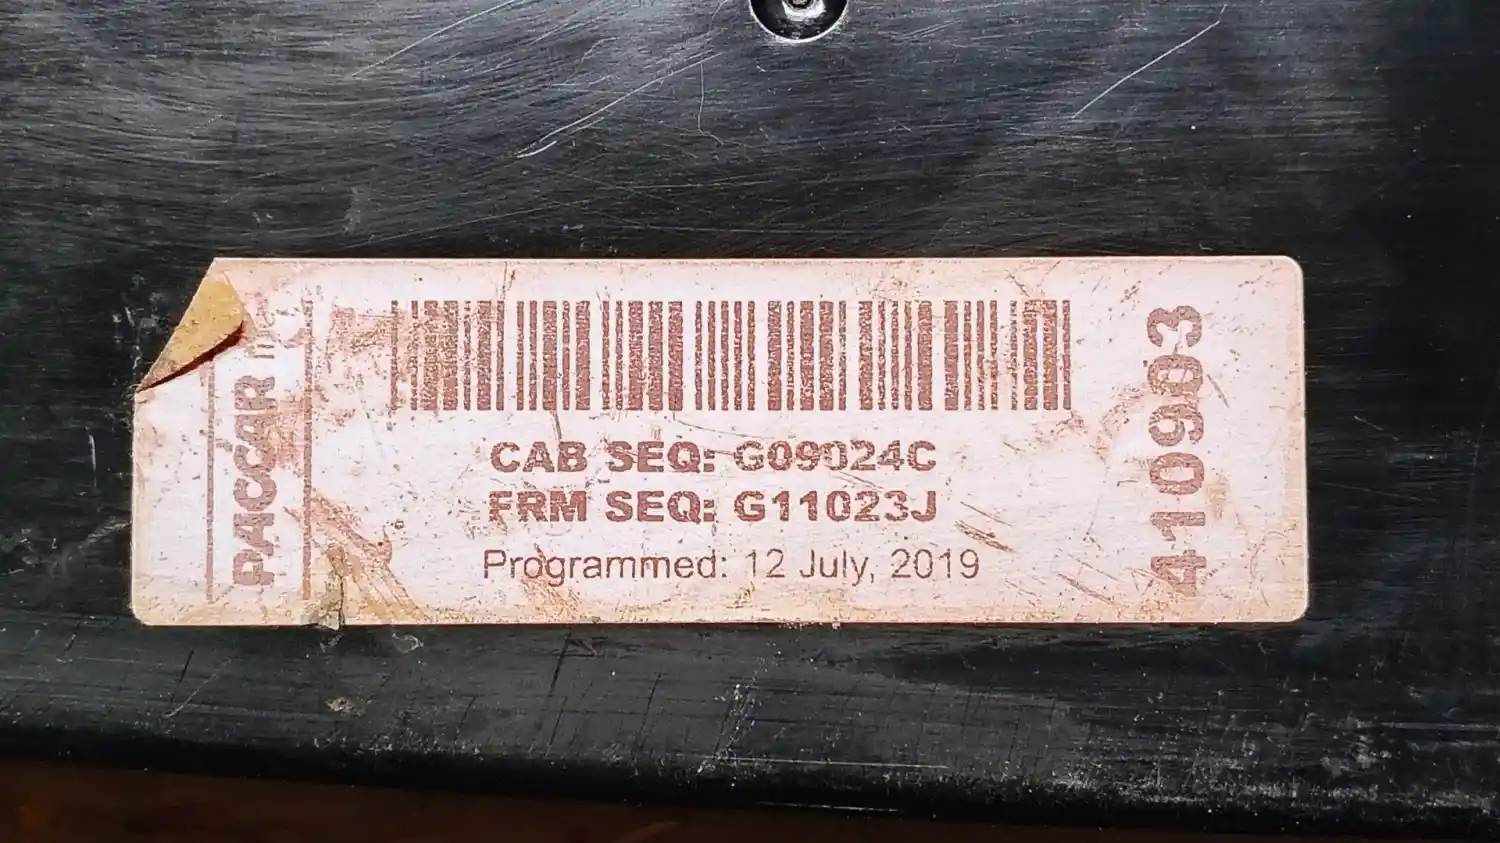 PACCAR
CAB SEQ: G09024C
FRM SEQ: G11023J
Programmed: 12 July, 2019
410903